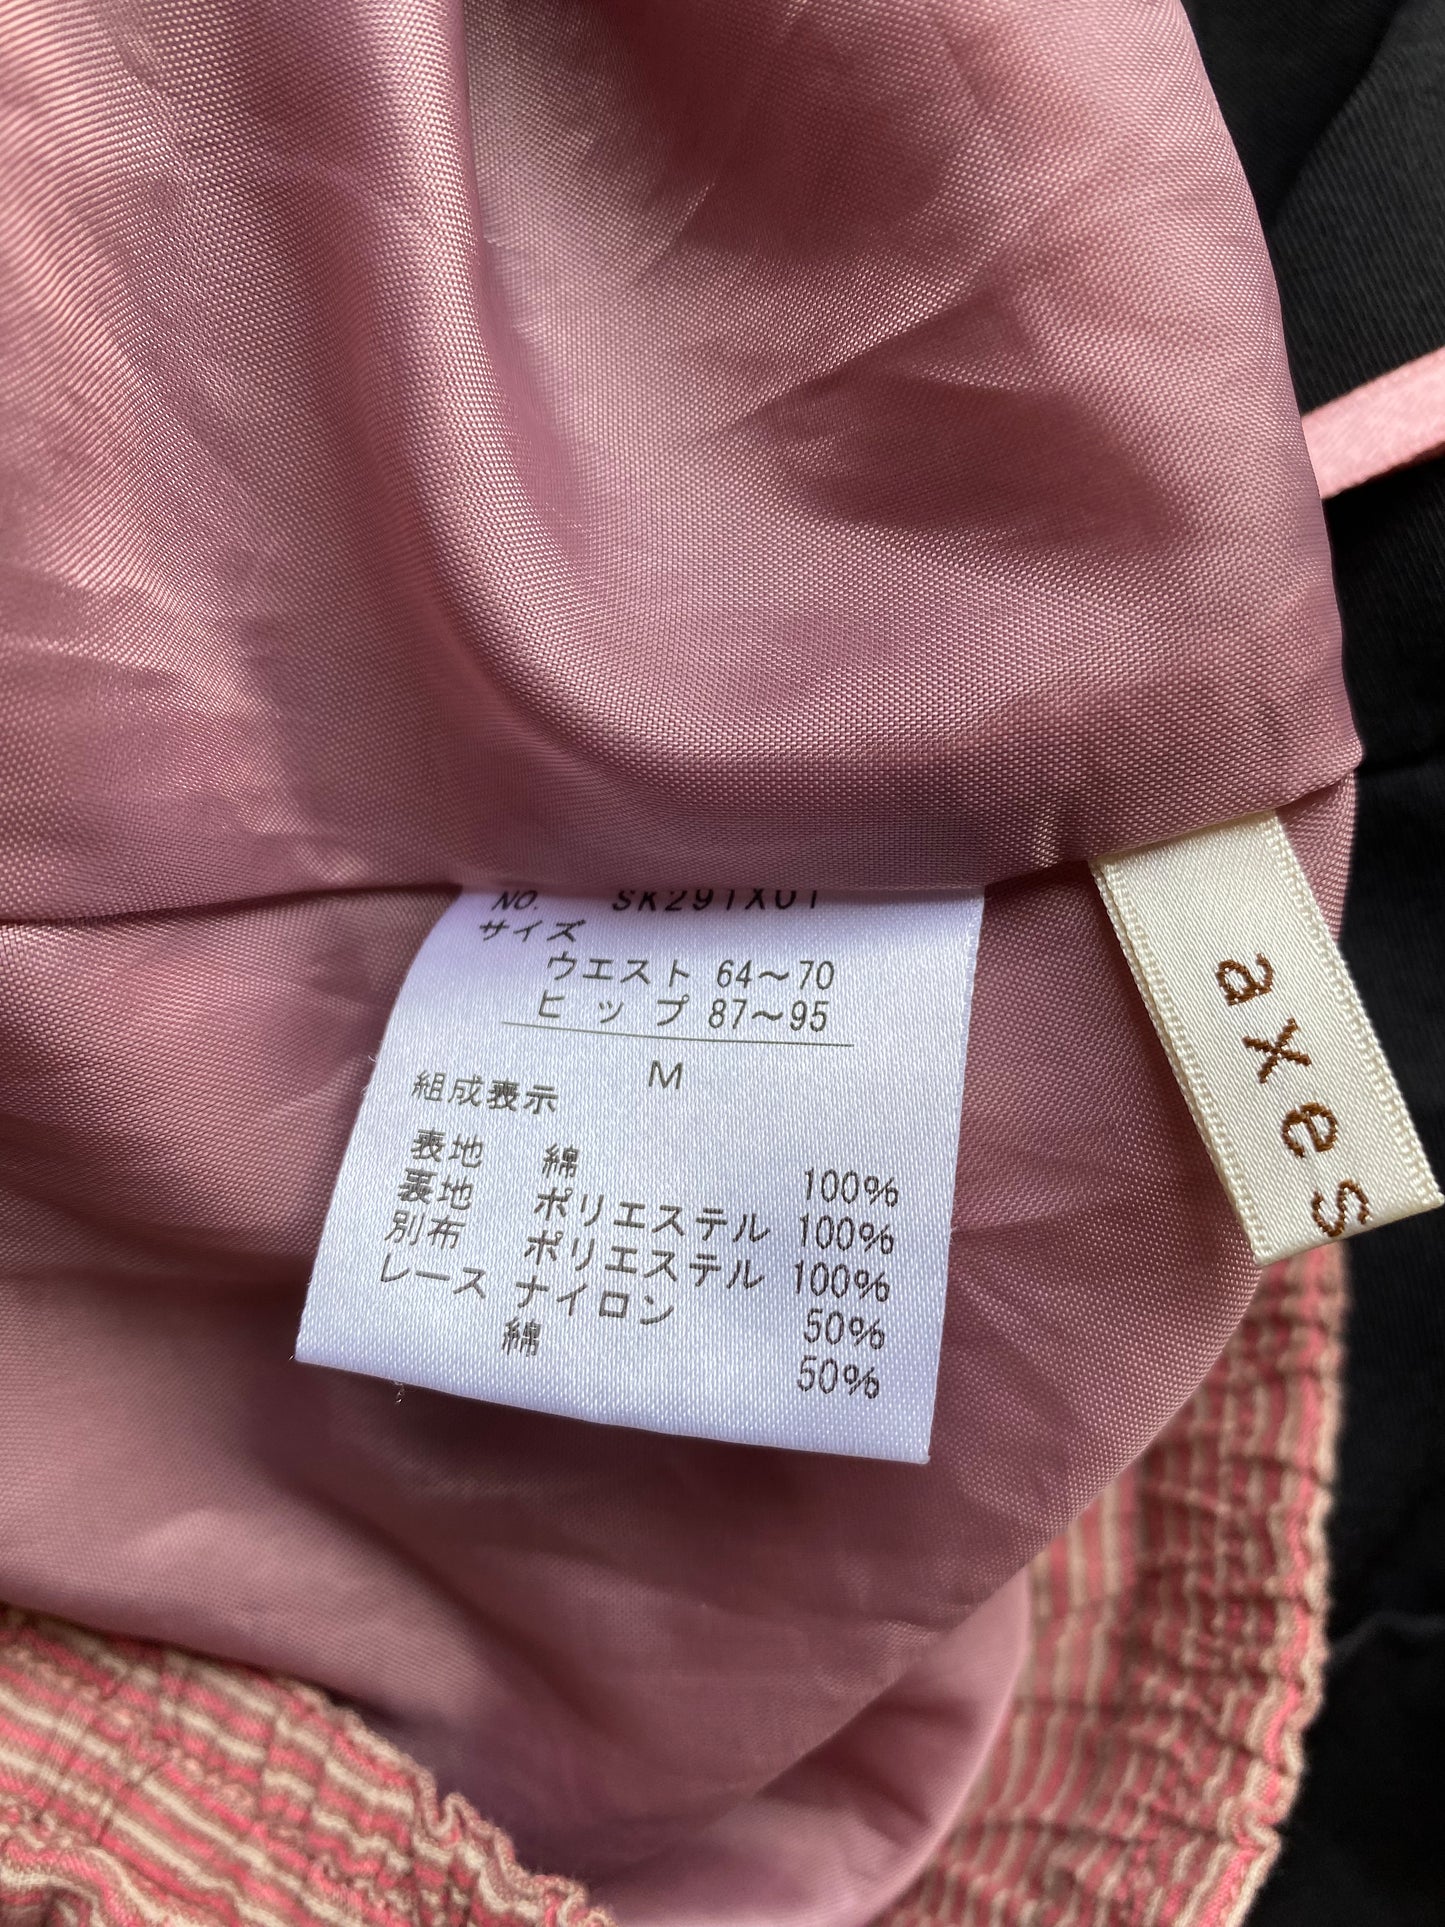 NO. SK291X01
サイズ
ウエスト 64～70
ヒップ 87～95
M
組成表示
表地 綿 100%
裏地 ポリエステル 100%
別布 ポリエステル 100%
レース ナイロン 50%
綿 50%
axes